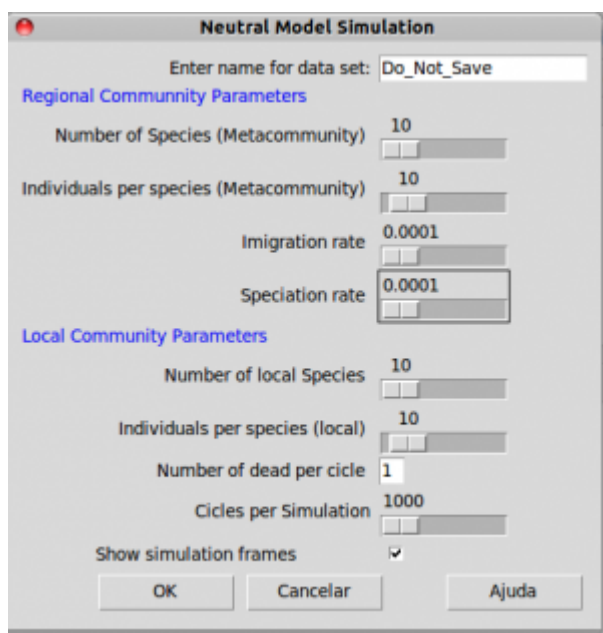 Neutral Model Simulation
Enter name for data set: Do_Not_Save
Regional Communnity Parameters
Number of Species (Metacommunity) 10
Individuals per species (Metacommunity) 10
Imigration rate 0.0001
Speciation rate 0.0001
Local Community Parameters
Number of local Species 10
Individuals per species (local) 10
Number of dead per cicle 1
Cicles per Simulation 1000
Show simulation frames
OK Cancelar Ajuda